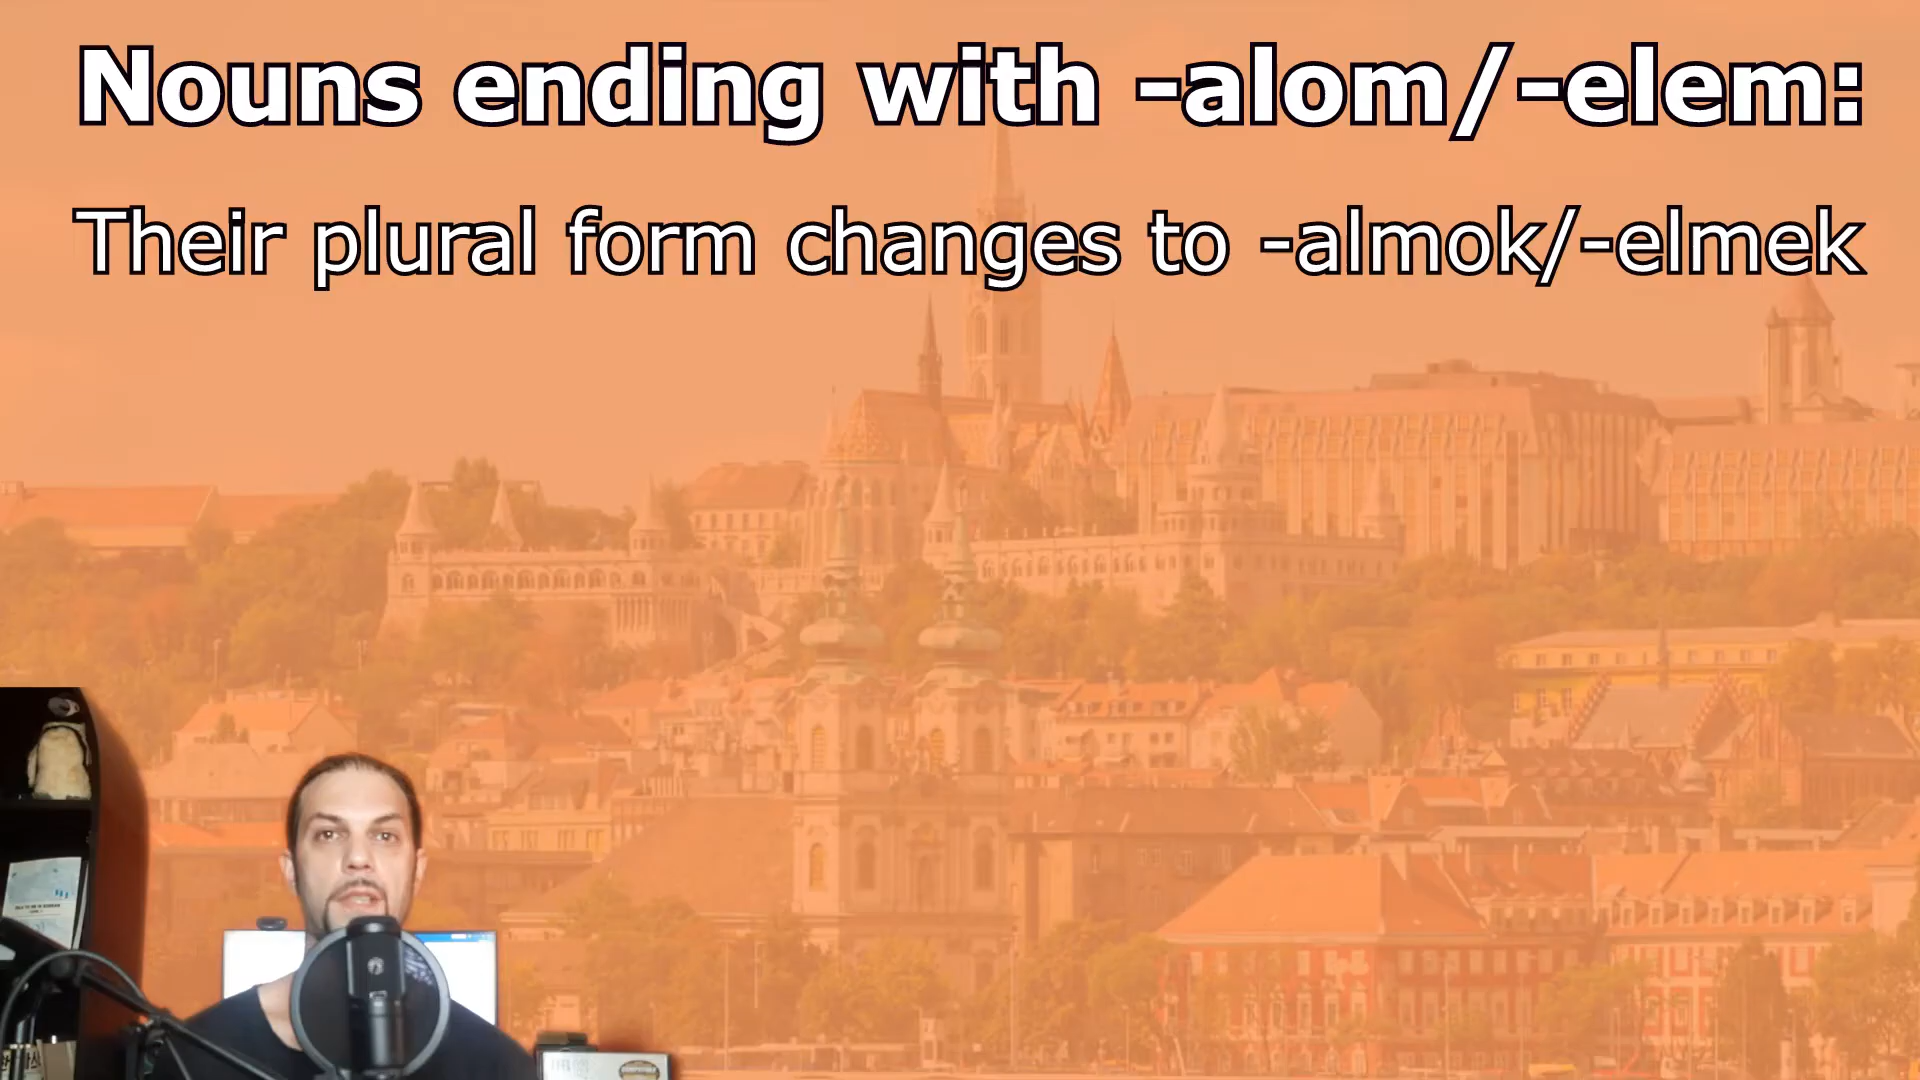 Nouns ending with -alom/-elem:
Their plural form changes to -almok/-elmek